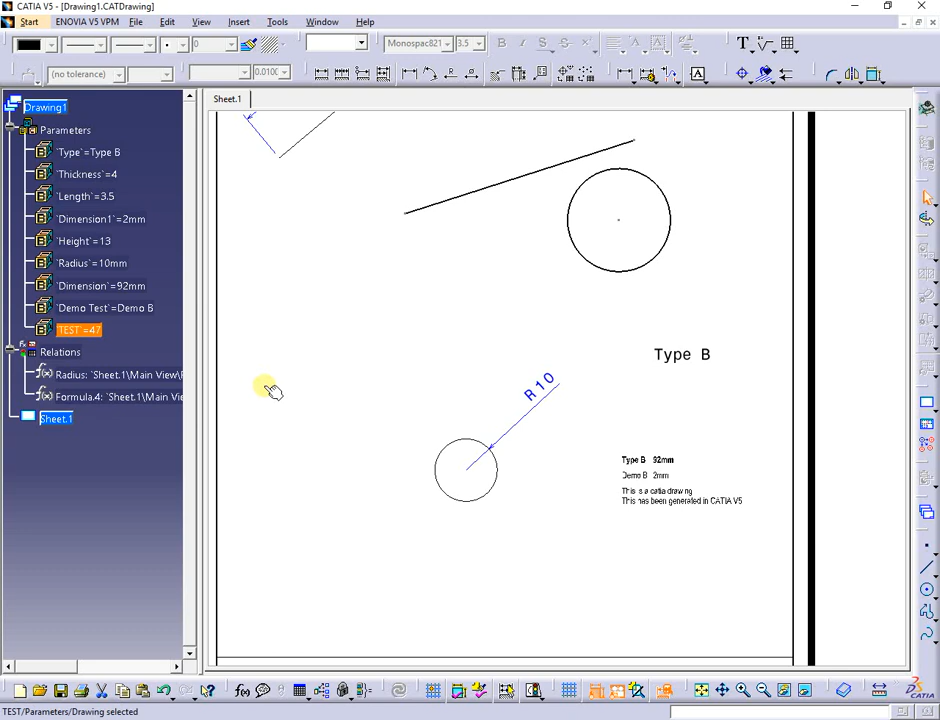 CATIA V5 - [Drawing1.CATDrawing]
Start ENOVIA V5 VPM File Edit View Insert Tools Window Help
0 Monospac821 3.5 B I S S
(no tolerance) 0.0100
Sheet.1
Drawing1
Parameters
`Type`=Type B
`Thickness`=4
`Length`=3.5
`Dimension1`=2mm
`Height`=13
`Radius`=10mm
`Dimension`=92mm
`Demo Test`=Demo B
`TEST`=47
Relations
Radius: `Sheet.1\Main View\
Formula.4: `Sheet.1\Main Vie
Sheet.1
Type B
R10
Type B 92mm
Demo B 2mm
This is a catia drawing
This has been generated in CATIA V5
CATIA
TEST/Parameters/Drawing selected